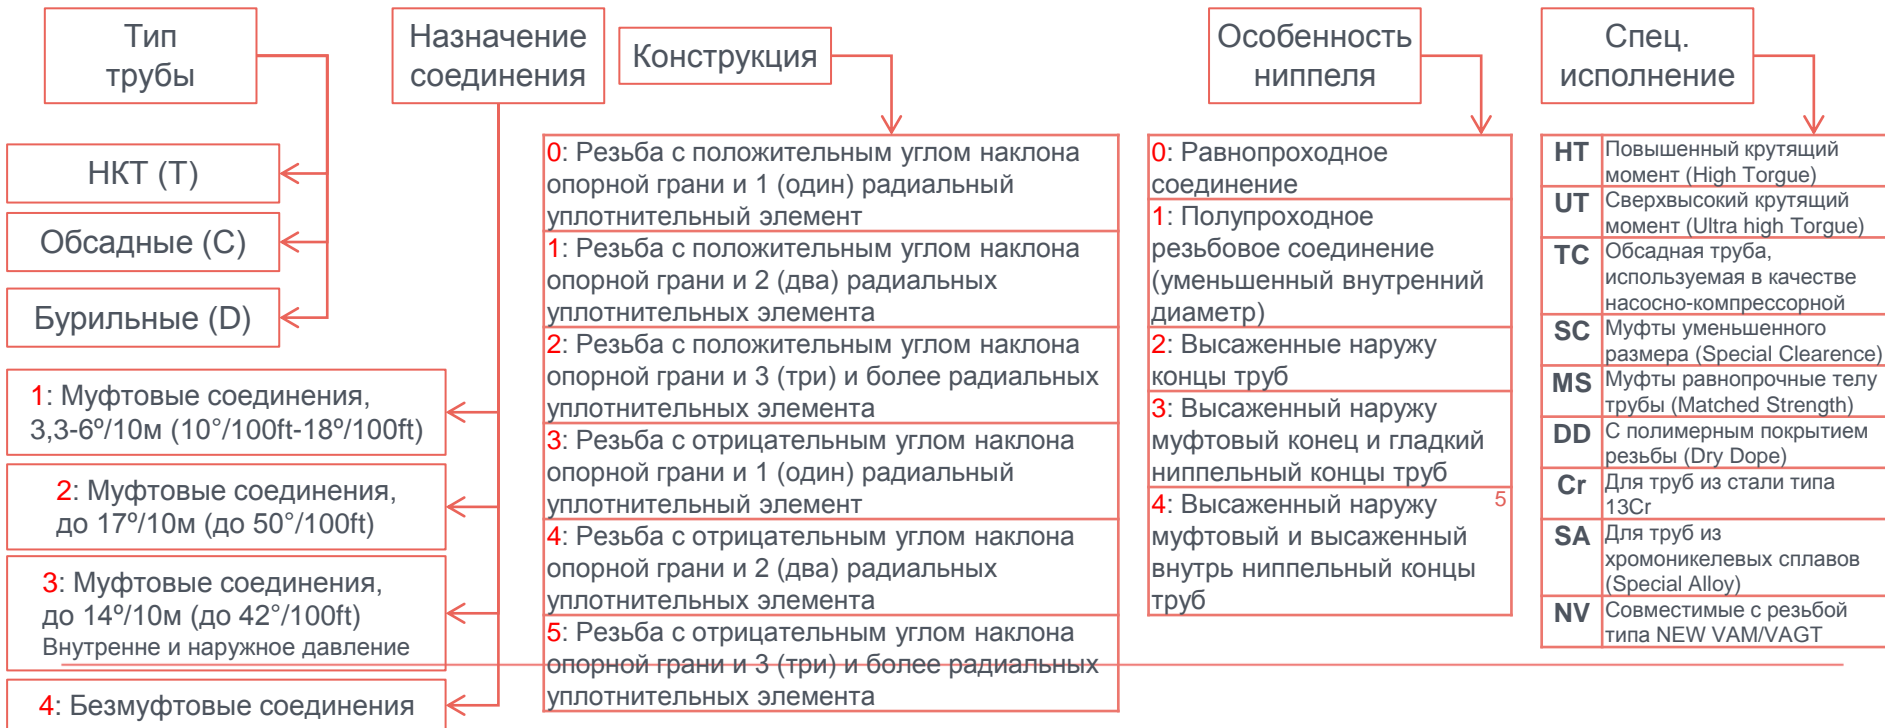 Тип
трубы
Назначение
соединения
Конструкция
Особенность
ниппеля
Спец.
исполнение
НКТ (Т)
Обсадные (С)
Бурильные (D)
1: Муфтовые соединения,
3,3-6º/10м (10°/100ft-18º/100ft)
2: Муфтовые соединения,
до 17º/10м (до 50°/100ft)
3: Муфтовые соединения,
до 14º/10м (до 42°/100ft)
Внутренне и наружное давление
4: Безмуфтовые соединения
0: Резьба с положительным углом наклона
опорной грани и 1 (один) радиальный
уплотнительный элемент
1: Резьба с положительным углом наклона
опорной грани и 2 (два) радиальных
уплотнительных элемента
2: Резьба с положительным углом наклона
опорной грани и 3 (три) и более радиальных
уплотнительных элемента
3: Резьба с отрицательным углом наклона
опорной грани и 1 (один) радиальный
уплотнительный элемент
4: Резьба с отрицательным углом наклона
опорной грани и 2 (два) радиальных
уплотнительных элемента
5: Резьба с отрицательным углом наклона
опорной грани и 3 (три) и более радиальных
уплотнительных элемента
0: Равнопроходное
соединение
1: Полупроходное
резьбовое соединение
(уменьшенный внутренний
диаметр)
2: Высаженные наружу
концы труб
3: Высаженный наружу
муфтовый конец и гладкий
ниппельный концы труб
4: Высаженный наружу 5
муфтовый и высаженный
внутрь ниппельный концы
труб
HT Повышенный крутящий
момент (High Torgue)
UT Сверхвысокий крутящий
момент (Ultra high Torgue)
TC Обсадная труба,
используемая в качестве
насосно-компрессорной
SC Муфты уменьшенного
размера (Special Clearence)
MS Муфты равнопрочные телу
трубы (Matched Strength)
DD С полимерным покрытием
резьбы (Dry Dope)
Cr Для труб из стали типа
13Cr
SA Для труб из
хромоникелевых сплавов
(Special Alloy)
NV Совместимые с резьбой
типа NEW VAM/VAGT